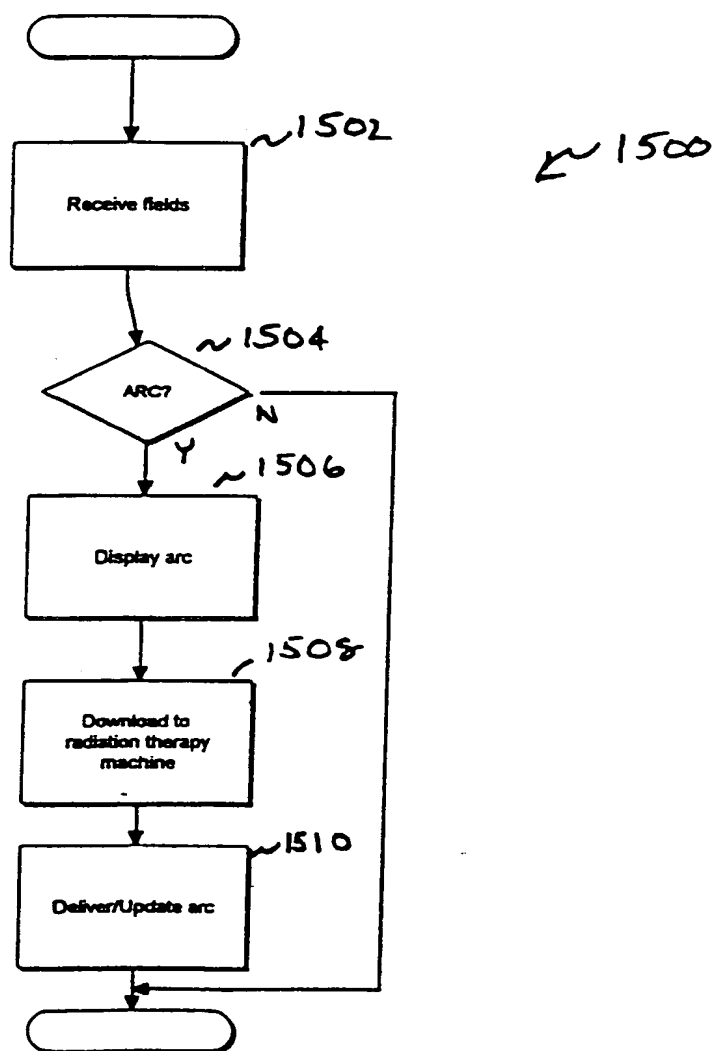 1502
1500
Receive fields
1504
ARC?
N
Y
1506
Display arc
1508
Download to
radiation therapy
machine
1510
Deliver/Update arc